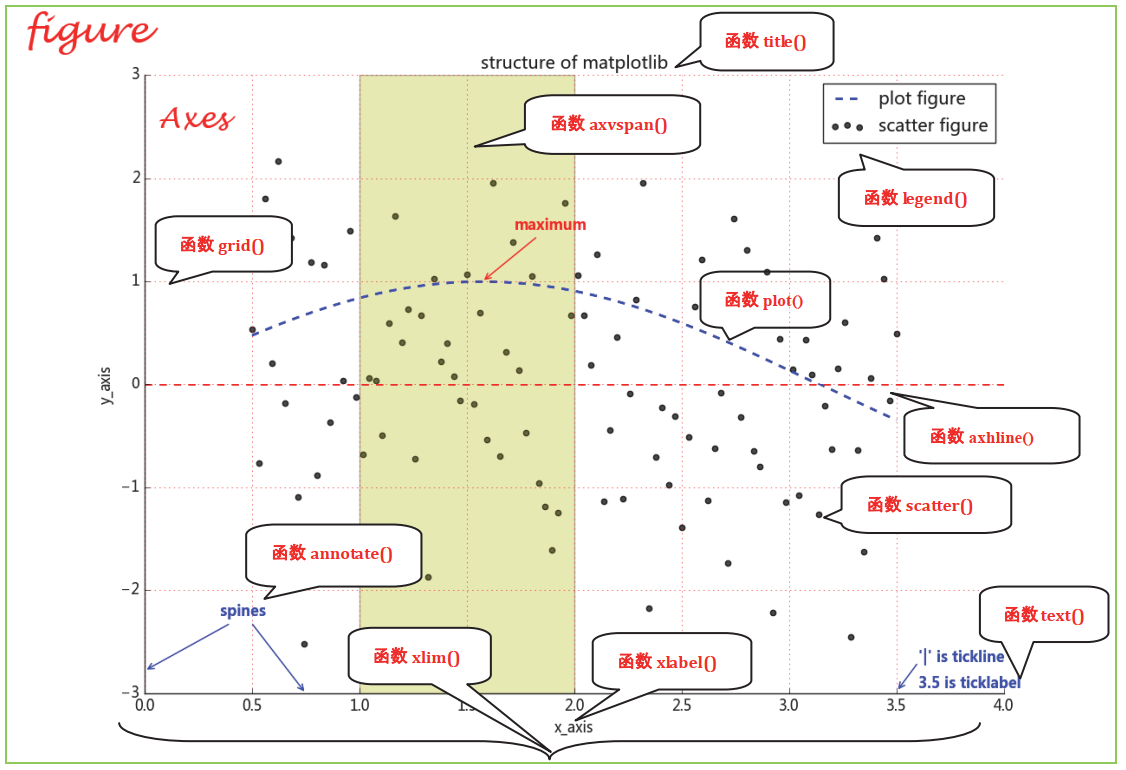 figure
函数 title()
structure of matplotlib
3
Axes
函数 axvspan()
plot figure
scatter figure
2
函数 legend()
maximum
函数 grid()
1
函数 plot()
y_axis
0
函数 axhline()
−1
函数 scatter()
函数 annotate()
−2
spines
函数 text()
函数 xlim()
函数 xlabel()
'|' is tickline
3.5 is ticklabel
−3
0.0 0.5 1.0 1.5 2.0 2.5 3.0 3.5 4.0
x_axis